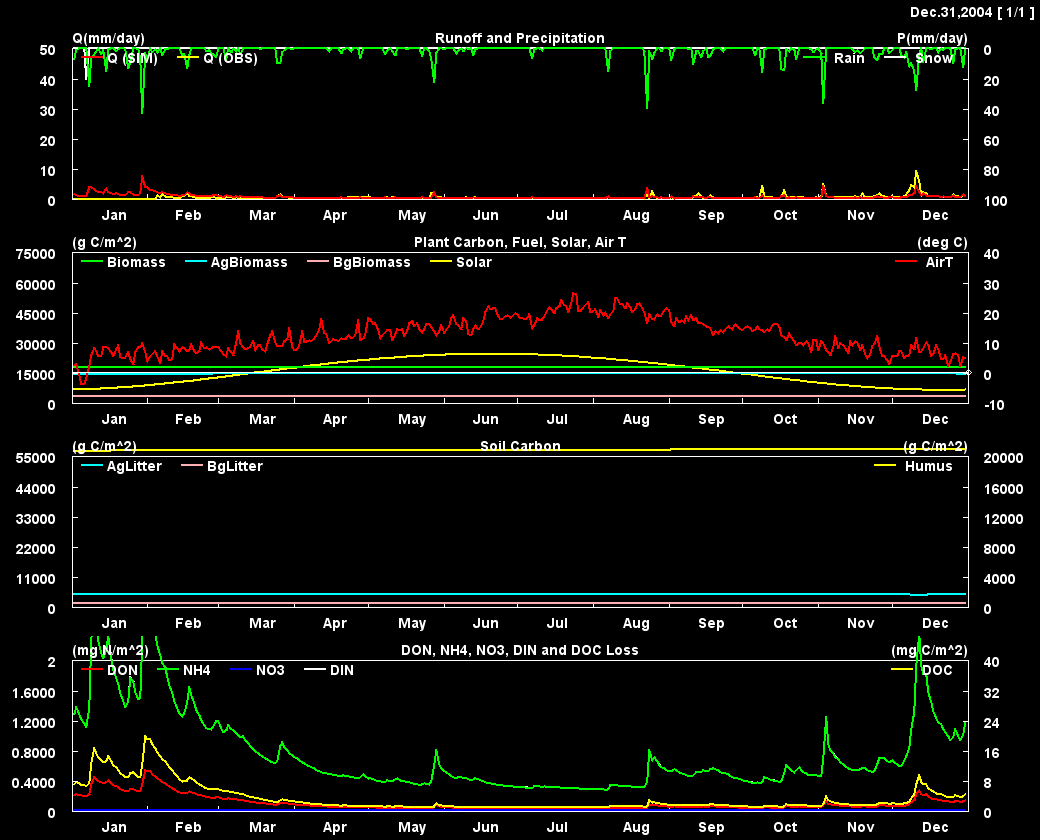 Dec.31,2004 [ 1/1 ]
Q(mm/day) Runoff and Precipitation P(mm/day)
50 0
Q (SIM) Q (OBS) Rain Snow
40 20
30 40
20 60
10 80
0 100
Jan Feb Mar Apr May Jun Jul Aug Sep Oct Nov Dec
(g C/m^2) Plant Carbon, Fuel, Solar, Air T (deg C)
75000 40
Biomass AgBiomass BgBiomass Solar AirT
60000 30
45000 20
30000 10
15000 0
0 -10
Jan Feb Mar Apr May Jun Jul Aug Sep Oct Nov Dec
(g C/m^2) Soil Carbon (g C/m^2)
55000 20000
AgLitter BgLitter Humus
44000 16000
33000 12000
22000 8000
11000 4000
0 0
Jan Feb Mar Apr May Jun Jul Aug Sep Oct Nov Dec
(mg N/m^2) DON, NH4, NO3, DIN and DOC Loss (mg C/m^2)
2 40
DON NH4 NO3 DIN DOC
1.6000 32
1.2000 24
0.8000 16
0.4000 8
0 0
Jan Feb Mar Apr May Jun Jul Aug Sep Oct Nov Dec